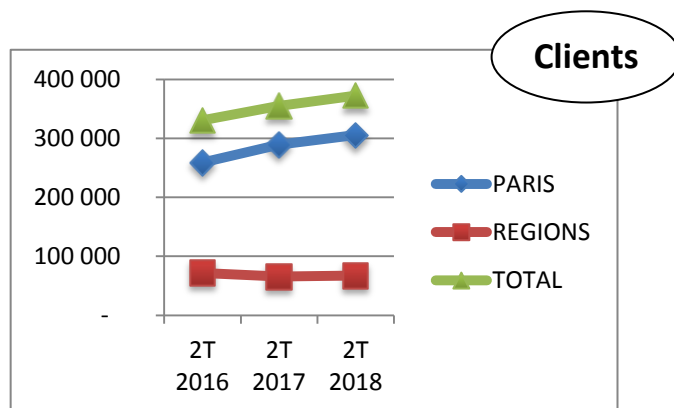 Clients
400 000
300 000
200 000
100 000
-
2T 2T 2T
2016 2017 2018
PARIS
REGIONS
TOTAL